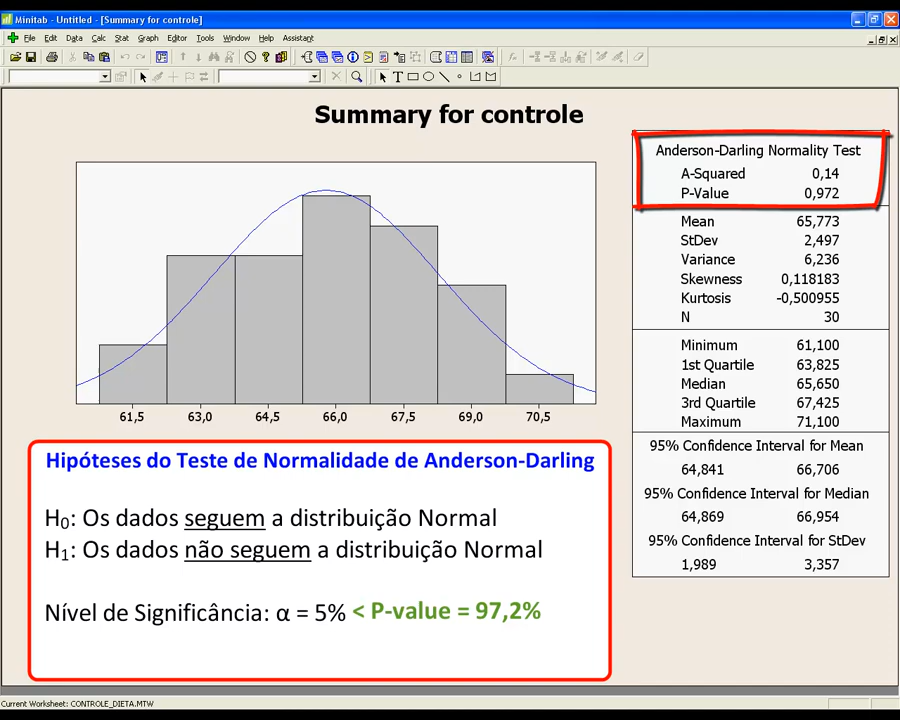 Minitab - Untitled - [Summary for controle]
File Edit Data Calc Stat Graph Editor Tools Window Help Assistant
Summary for controle
61,5 63,0 64,5 66,0 67,5 69,0 70,5
Anderson-Darling Normality Test
A-Squared 0,14
P-Value 0,972
Mean 65,773
StDev 2,497
Variance 6,236
Skewness 0,118183
Kurtosis -0,500955
N 30
Minimum 61,100
1st Quartile 63,825
Median 65,650
3rd Quartile 67,425
Maximum 71,100
95% Confidence Interval for Mean
64,841 66,706
95% Confidence Interval for Median
64,869 66,954
95% Confidence Interval for StDev
1,989 3,357
Hipóteses do Teste de Normalidade de Anderson-Darling
H₀: Os dados seguem a distribuição Normal
H₁: Os dados não seguem a distribuição Normal
Nível de Significância: α = 5% < P-value = 97,2%
Current Worksheet: CONTROLE_DIETA.MTW